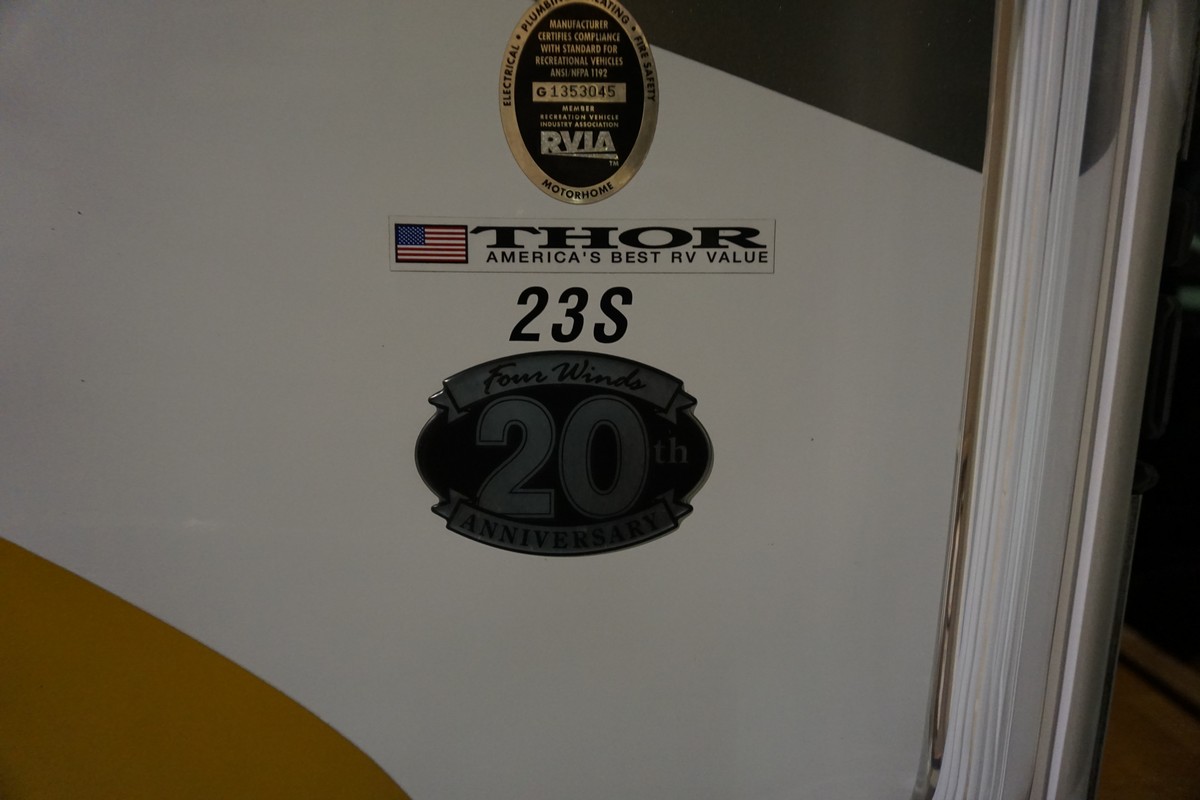 ELECTRICAL • PLUMBING HEATING • FIRE SAFETY
MANUFACTURER
CERTIFIES COMPLIANCE
WITH STANDARD FOR
RECREATIONAL VEHICLES
ANSI/NFPA 1192
G 1353045
MEMBER
RECREATION VEHICLE
INDUSTRY ASSOCIATION
RVIA
TM
MOTORHOME
THOR
AMERICA'S BEST RV VALUE
23S
Four Winds
20th
ANNIVERSARY